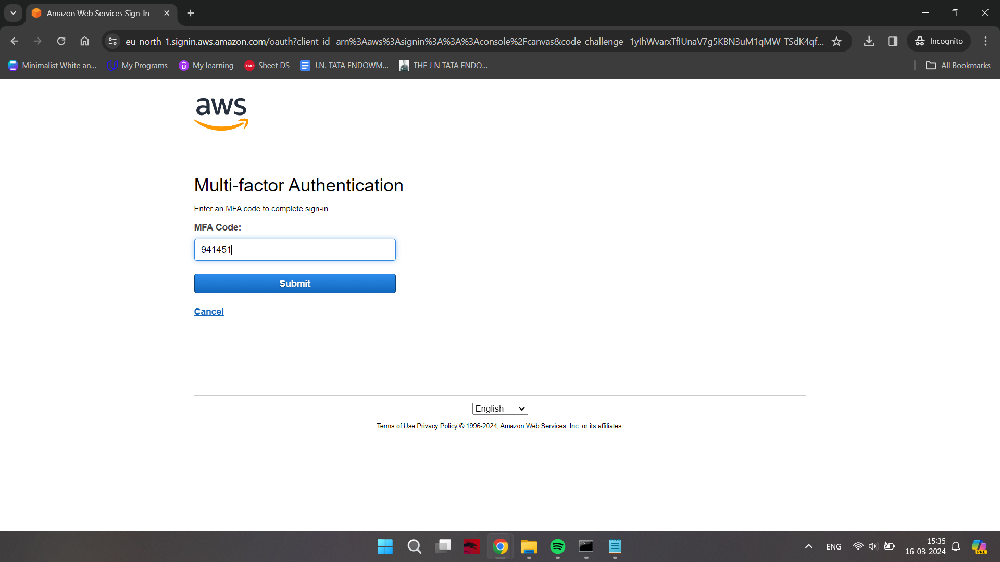 Amazon Web Services Sign-In
eu-north-1.signin.aws.amazon.com/oauth?client_id=arn%3Aaws%3Asignin%3A%3A%3Aconsole%2Fcanvas&code_challenge=1yIhWvarxTfIUnaV7g5KBN3uM1qMW-TSdK4qf...
Incognito
Minimalist White an...
My Programs
My learning
TUF
Sheet DS
J.N. TATA ENDOWM...
THE J N TATA ENDO...
All Bookmarks
aws
Multi-factor Authentication
Enter an MFA code to complete sign-in.
MFA Code:
941451
Submit
Cancel
English
Terms of Use Privacy Policy © 1996-2024, Amazon Web Services, Inc. or its affiliates.
ENG
15:35
16-03-2024
PRE